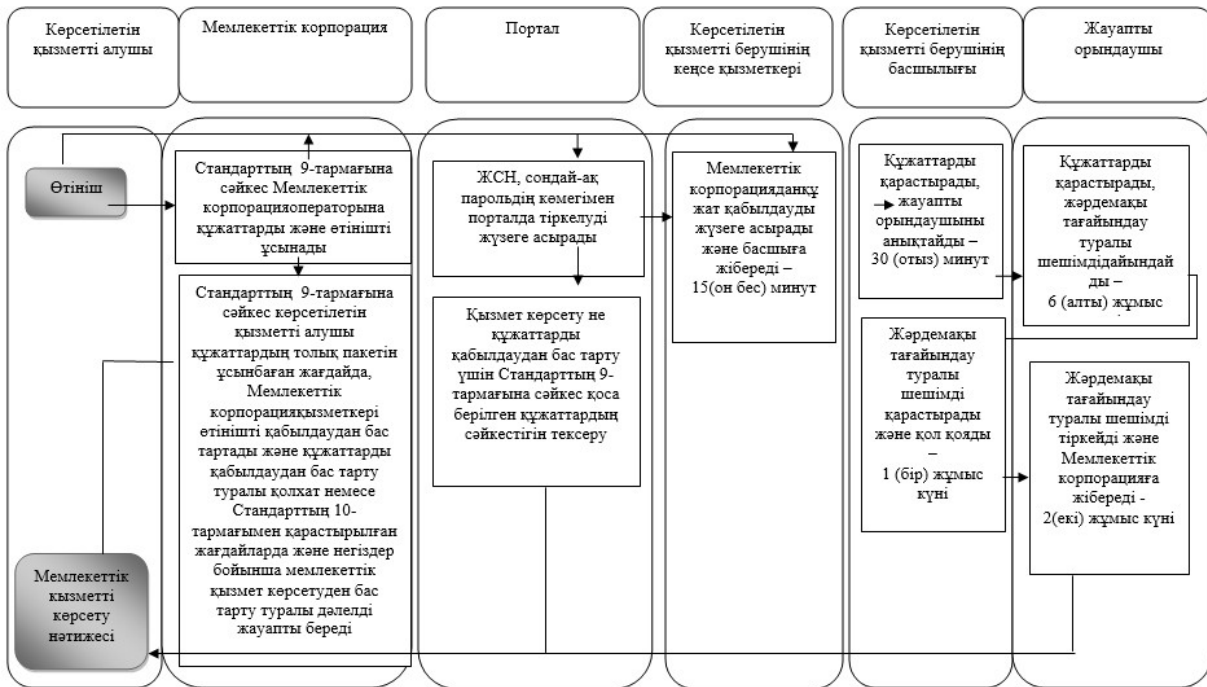 Көрсетілетін
қызметті алушы
Мемлекеттік корпорация
Портал
Көрсетілетін
қызметті берушінің
кеңсе қызметкері
Көрсетілетін
қызметті берушінің
басшылығы
Жауапты
орындаушы
Өтініш
Стандарттың 9-тармағына
сәйкес Мемлекеттік
корпорацияоператорына
құжаттарды және өтінішті
ұсынады
Стандарттың 9-тармағына
сәйкес көрсетілетін
қызметті алушы
құжаттардың толық пакетін
ұсынбаған жағдайда,
Мемлекеттік
корпорацияқызметкері
өтінішті қабылдаудан бас
тартады және құжаттарды
қабылдаудан бас тарту
туралы қолхат немесе
Стандарттың 10-
тармағымен қарастырылған
жағдайларда және негіздер
бойынша мемлекеттік
қызмет көрсетуден бас
тарту туралы дәлелді
жауапты береді
ЖСН, сондай-ақ
парольдің көмегімен
порталда тіркелуді
жүзеге асырады
Қызмет көрсету не
құжаттарды
қабылдаудан бас тарту
үшін Стандарттың 9-
тармағына сәйкес қоса
берілген құжаттардың
сәйкестігін тексеру
Мемлекеттік
корпорацияданқұ
жат қабылдауды
жүзеге асырады
және басшыға
жібереді –
15(он бес) минут
Құжаттарды
қарастырады,
жауапты
орындаушыны
анықтайды –
30 (отыз) минут
Жәрдемақы
тағайындау
туралы
шешімді
қарастырады
және қол қояды
–
1 (бір) жұмыс
күні
Құжаттарды
қарастырады,
жәрдемақы
тағайындау
туралы
шешімдідайындай
ды –
6 (алты) жұмыс
Жәрдемақы
тағайындау
туралы шешімді
тіркейді және
Мемлекеттік
корпорацияға
жібереді -
2(екі) жұмыс күні
Мемлекеттік
қызметті
көрсету
нәтижесі